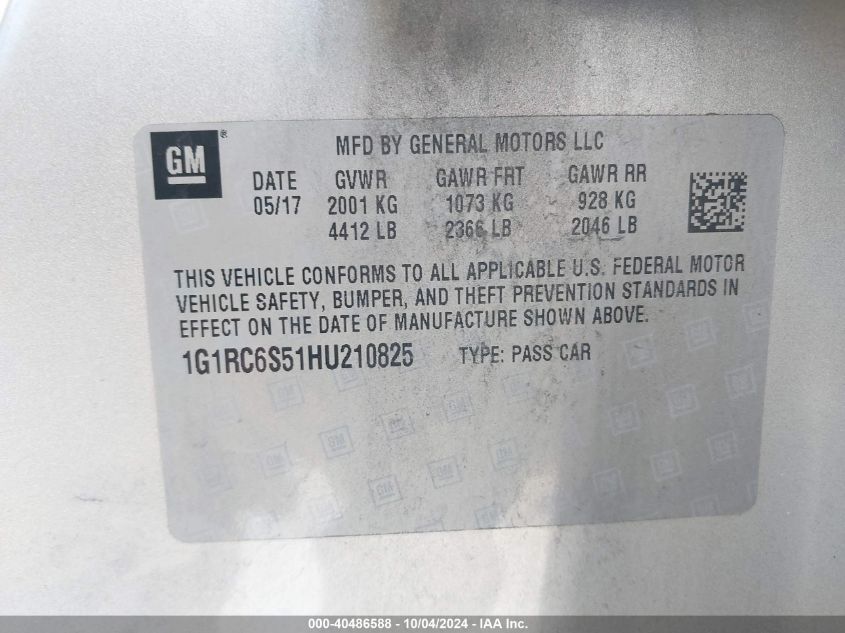 GM®
MFD BY GENERAL MOTORS LLC
DATE GVWR GAWR FRT GAWR RR
05/17 2001 KG 1073 KG 928 KG
4412 LB 2366 LB 2046 LB
THIS VEHICLE CONFORMS TO ALL APPLICABLE U.S. FEDERAL MOTOR
VEHICLE SAFETY, BUMPER, AND THEFT PREVENTION STANDARDS IN
EFFECT ON THE DATE OF MANUFACTURE SHOWN ABOVE.
1G1RC6S51HU210825 TYPE: PASS CAR
000-40486588 - 10/04/2024 - IAA Inc.